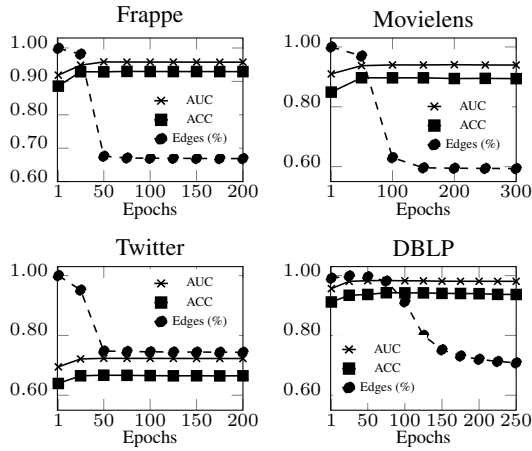 Frappe
1.00
0.90
0.70
0.60
AUC
ACC
Edges (%)
1 50 100 150 200
Epochs
Movielens
1.00
0.80
0.60
AUC
ACC
Edges (%)
1 100 200 300
Epochs
Twitter
1.00
0.80
0.60
AUC
ACC
Edges (%)
1 50 100 150 200
Epochs
DBLP
1.00
0.80
0.60
AUC
ACC
Edges (%)
1 50 100 150 200 250
Epochs